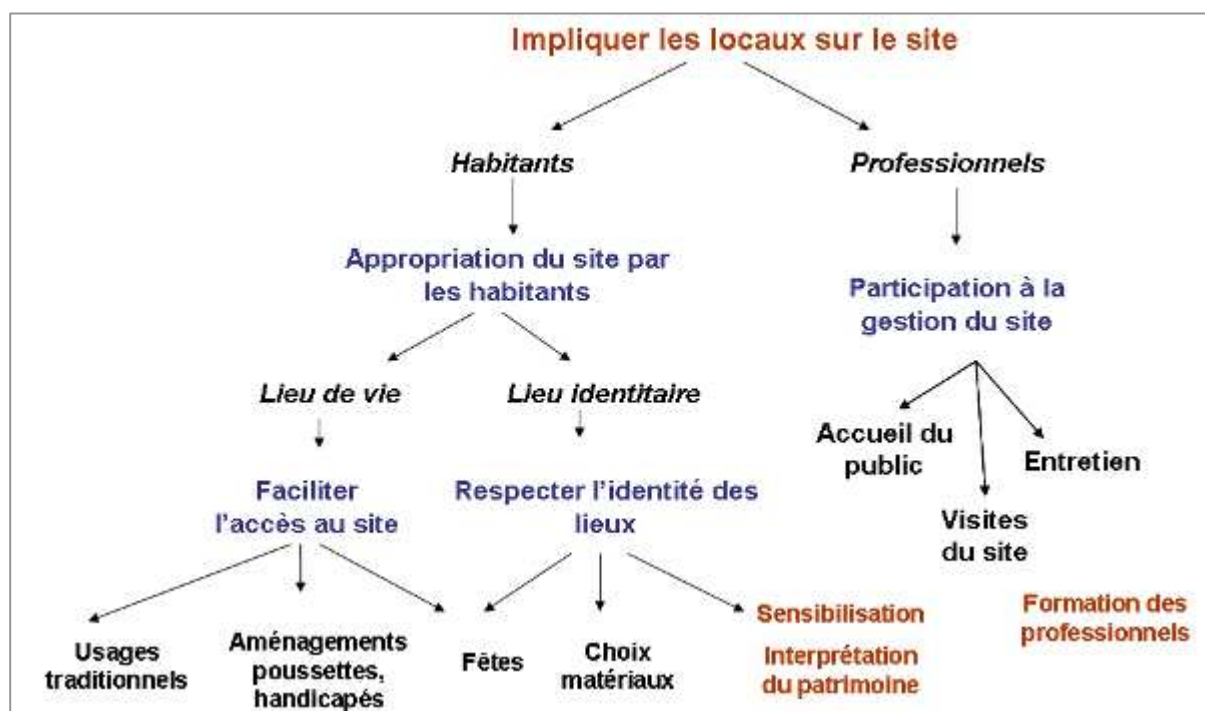 Impliquer les locaux sur le site
Habitants
Professionnels
Appropriation du site par
les habitants
Participation à la
gestion du site
Lieu de vie
Lieu identitaire
Accueil du
public
Entretien
Visites
du site
Faciliter
l'accès au site
Respecter l'identité des
lieux
Usages
traditionnels
Aménagements
poussettes,
handicapés
Fêtes
Choix
matériaux
Sensibilisation
Interprétation
du patrimoine
Formation des
professionnels